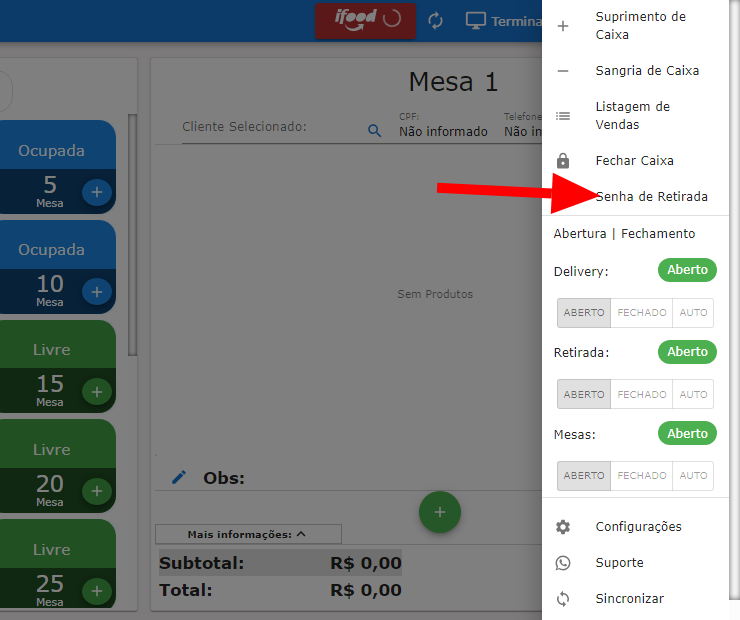 ifood
Termina
Mesa 1
Cliente Selecionado:
CPF:
Não informado
Telefone
Não in
Ocupada
5
Mesa
Ocupada
10
Mesa
Livre
15
Mesa
Livre
20
Mesa
Livre
25
Mesa
Sem Produtos
Obs:
Mais informações:
Subtotal: R$ 0,00
Total: R$ 0,00
Suprimento de
Caixa
Sangria de Caixa
Listagem de
Vendas
Fechar Caixa
Senha de Retirada
Abertura | Fechamento
Delivery: Aberto
ABERTO FECHADO AUTO
Retirada: Aberto
ABERTO FECHADO AUTO
Mesas: Aberto
ABERTO FECHADO AUTO
Configurações
Suporte
Sincronizar